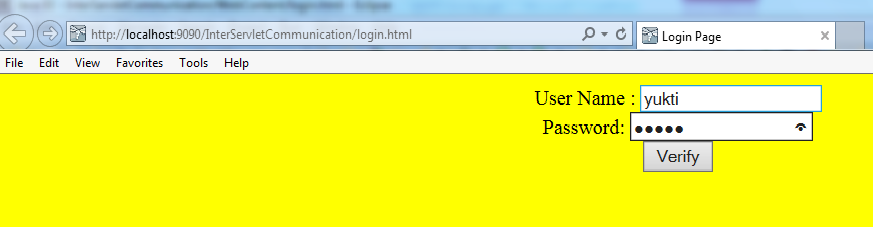 http://localhost:9090/InterServletCommunication/login.html
Login Page
File Edit View Favorites Tools Help
User Name : yukti
Password: ●●●●●
Verify